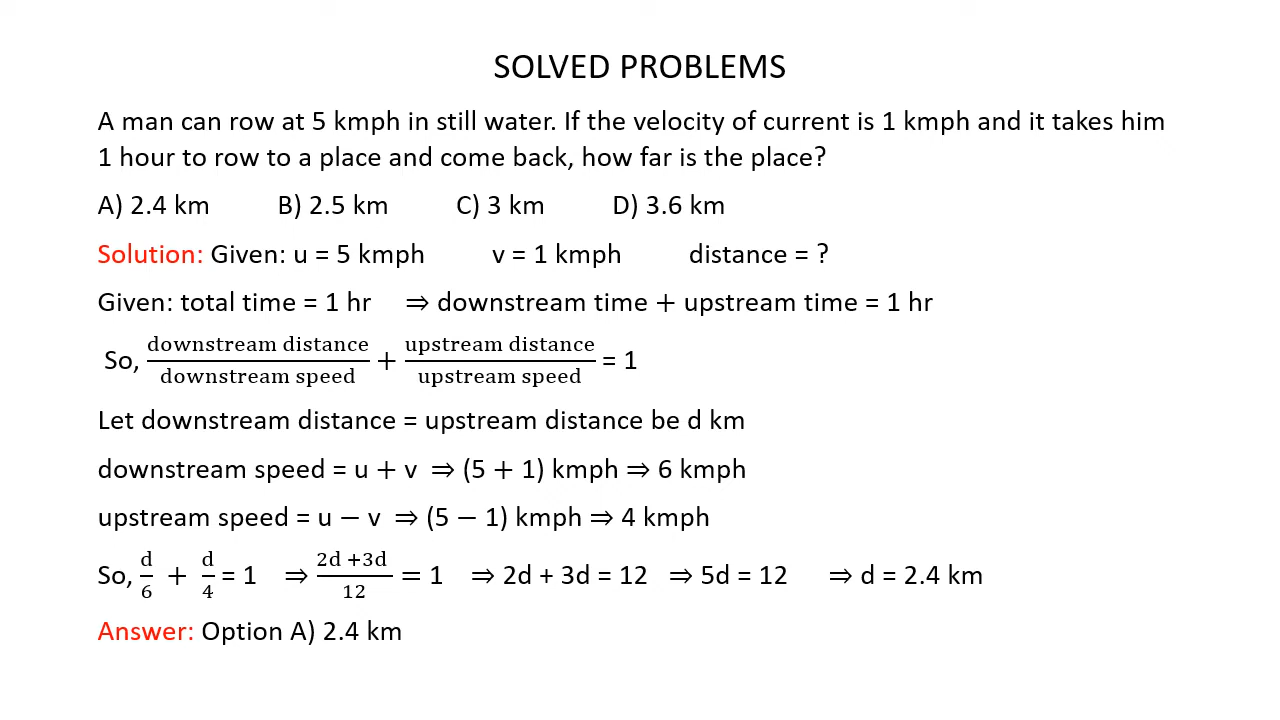 SOLVED PROBLEMS
A man can row at 5 kmph in still water. If the velocity of current is 1 kmph and it takes him
1 hour to row to a place and come back, how far is the place?
A) 2.4 km B) 2.5 km C) 3 km D) 3.6 km
Solution: Given: u = 5 kmph v = 1 kmph distance = ?
Given: total time = 1 hr ⇒ downstream time + upstream time = 1 hr
So, downstream distance/downstream speed + upstream distance/upstream speed = 1
Let downstream distance = upstream distance be d km
downstream speed = u + v ⇒ (5 + 1) kmph ⇒ 6 kmph
upstream speed = u − v ⇒ (5 − 1) kmph ⇒ 4 kmph
So, d/6 + d/4 = 1 ⇒ 2d +3d/12 = 1 ⇒ 2d + 3d = 12 ⇒ 5d = 12 ⇒ d = 2.4 km
Answer: Option A) 2.4 km